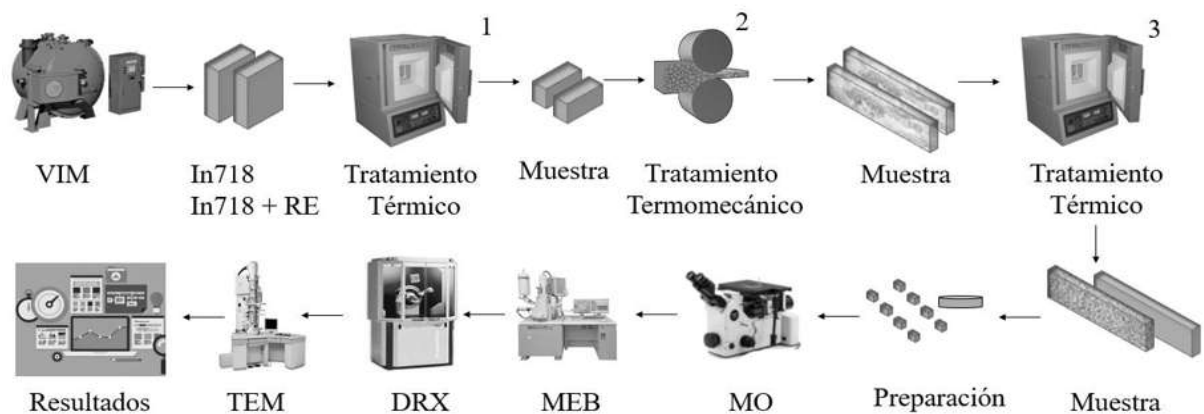 1
2
3
VIM
In718
In718 + RE
Tratamiento
Térmico
Muestra
Tratamiento
Termomecánico
Muestra
Tratamiento
Térmico
Resultados
TEM
DRX
MEB
MO
Preparación
Muestra